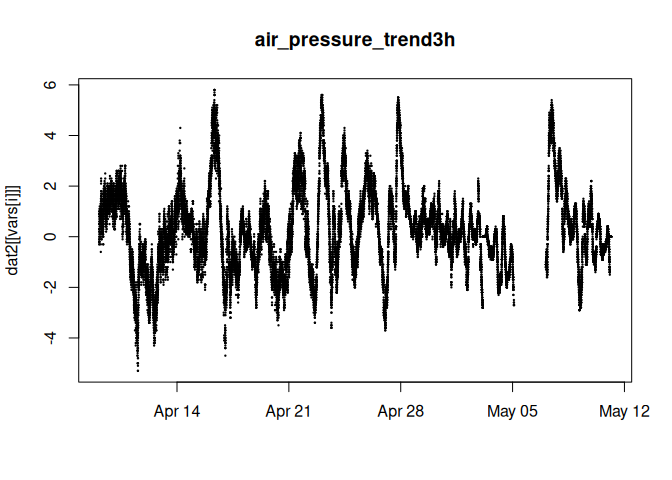 air_pressure_trend3h
dat2[[vars[i]]]
6
4
2
0
-2
-4
Apr 14
Apr 21
Apr 28
May 05
May 12